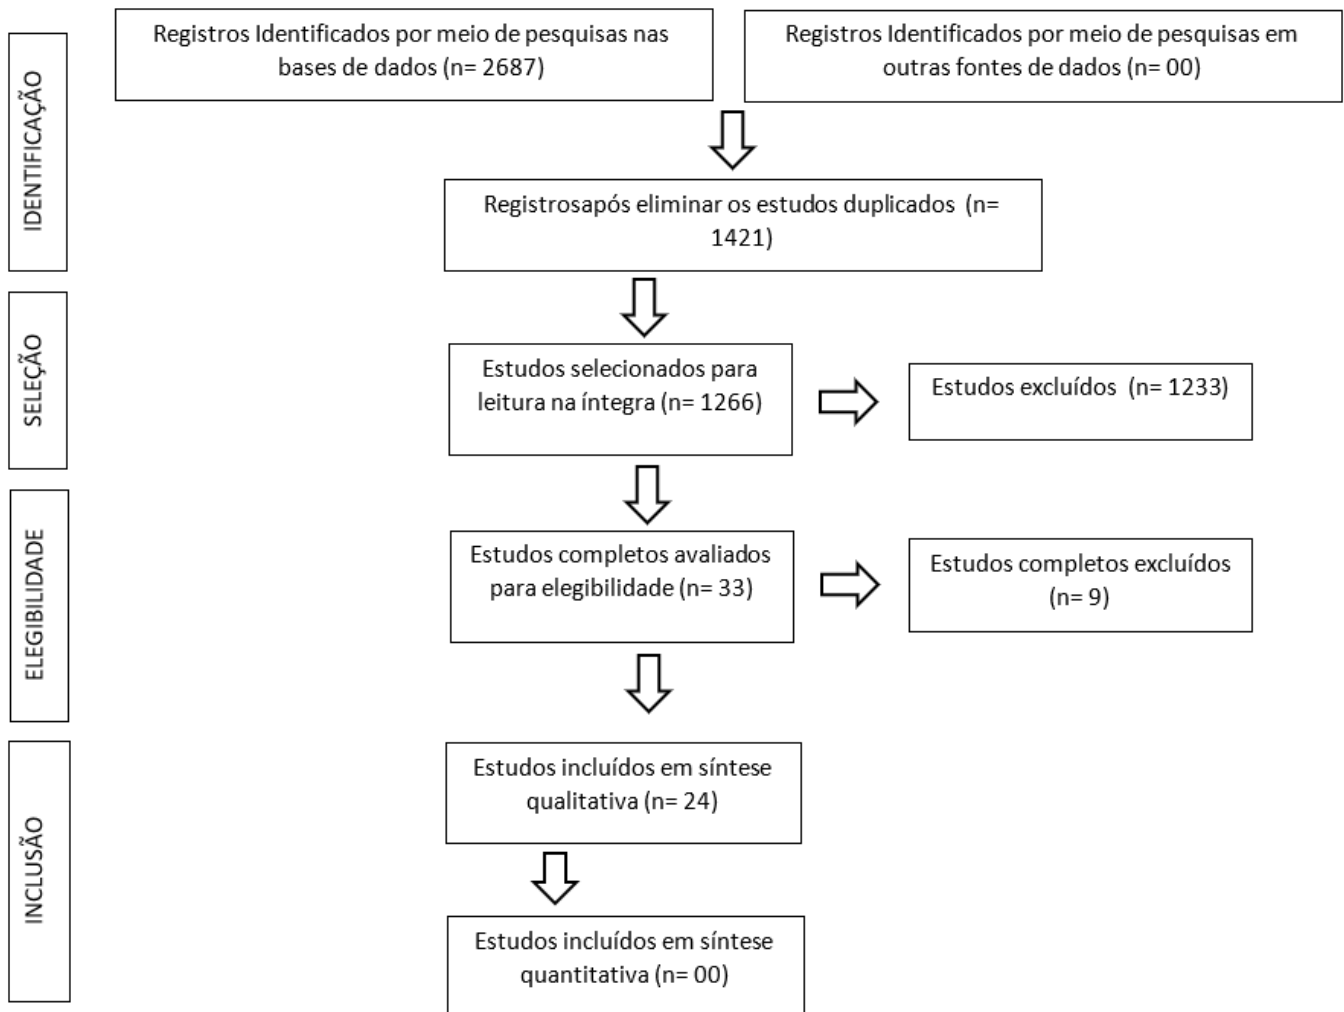 IDENTIFICAÇÃO
Registros Identificados por meio de pesquisas nas
bases de dados (n= 2687)
Registros Identificados por meio de pesquisas em
outras fontes de dados (n= 00)
Registrosapós eliminar os estudos duplicados (n=
1421)
SELEÇÃO
Estudos selecionados para
leitura na íntegra (n= 1266)
Estudos excluídos (n= 1233)
ELEGIBILIDADE
Estudos completos avaliados
para elegibilidade (n= 33)
Estudos completos excluídos
(n= 9)
INCLUSÃO
Estudos incluídos em síntese
qualitativa (n= 24)
Estudos incluídos em síntese
quantitativa (n= 00)